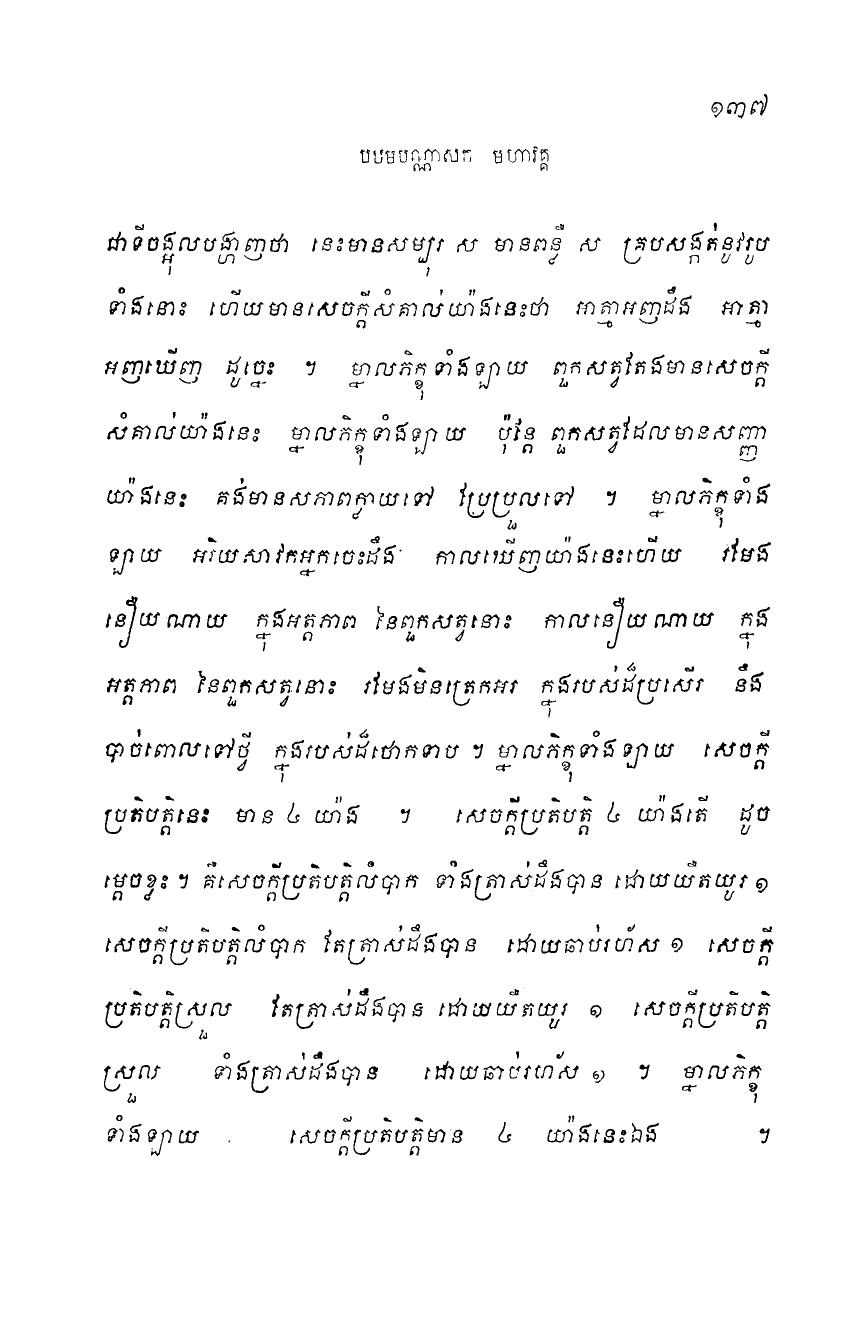 ១៣៧
បឋមបណ្ណាសក មហាវគ្គ
ជាទីចង្អុលបង្ហាញថា នេះមានសម្បុរ ស មានពន្លឺ ស គ្របសង្កត់នូវរូប
ទាំងនោះ ហើយមានសេចក្តីសំគាល់យ៉ាងនេះថា អាត្មាអញដឹង អាត្មា
អញឃើញ ដូច្នេះ ។ ម្នាលភិក្ខុទាំងឡាយ ពួកសត្វតែងមានសេចក្តី
សំគាល់យ៉ាងនេះ ម្នាលភិក្ខុទាំងឡាយ ប៉ុន្តែ ពួកសត្វដែលមានសញ្ញា
យ៉ាងនេះ គង់មានសភាពក្លាយទៅ ប្រែប្រួលទៅ ។ ម្នាលភិក្ខុទាំង
ឡាយ អរិយសាវកអ្នកចេះដឹង កាលឃើញយ៉ាងនេះហើយ រមែង
នឿយណាយ ក្នុងអត្តភាព នៃពួកសត្វនោះ កាលនឿយណាយ ក្នុង
អត្តភាព នៃពួកសត្វនោះ រមែងមិនត្រេកអរ ក្នុងរបស់ដ៏ប្រសើរ នឹង
បាច់ពោលទៅថ្វី ក្នុងរបស់ដ៏ថោកទាប ។ ម្នាលភិក្ខុទាំងឡាយ សេចក្តី
ប្រតិបត្តិនេះ មាន ៤ យ៉ាង ។ សេចក្តីប្រតិបត្តិ ៤ យ៉ាងតើ ដូច
ម្តេចខ្លះ ។ គឺសេចក្តីប្រតិបត្តិលំបាក ទាំងត្រាស់ដឹងបាន ដោយយឺតយូរ ១
សេចក្តីប្រតិបត្តិលំបាក តែត្រាស់ដឹងបាន ដោយឆាប់រហ័ស ១ សេចក្តី
ប្រតិបត្តិស្រួល តែត្រាស់ដឹងបាន ដោយយឺតយូរ ១ សេចក្តីប្រតិបត្តិ
ស្រួល ទាំងត្រាស់ដឹងបាន ដោយឆាប់រហ័ស ១ ។ ម្នាលភិក្ខុ
ទាំងឡាយ សេចក្តីប្រតិបត្តិមាន ៤ យ៉ាងនេះឯង ។